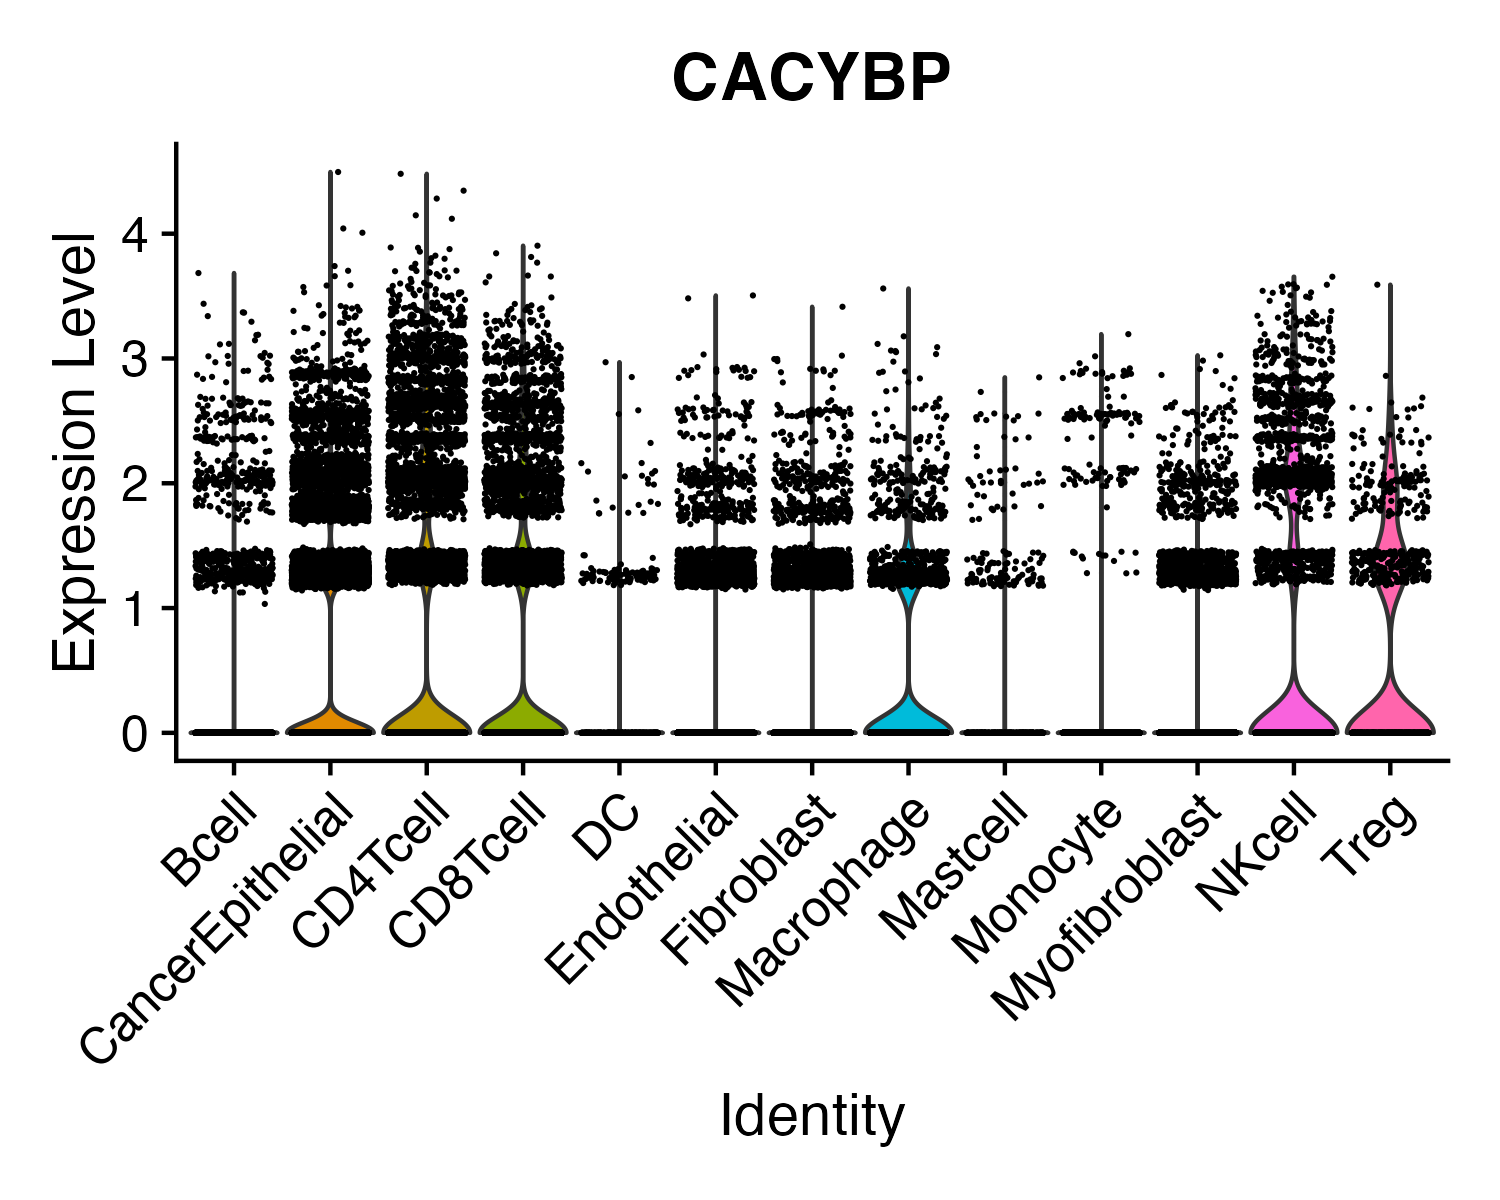 CACYBP
Expression Level
4
3
2
1
0
Bcell
CancerEpithelial
CD4Tcell
CD8Tcell
DC
Endothelial
Fibroblast
Macrophage
Mastcell
Monocyte
Myofibroblast
NKcell
Treg
Identity